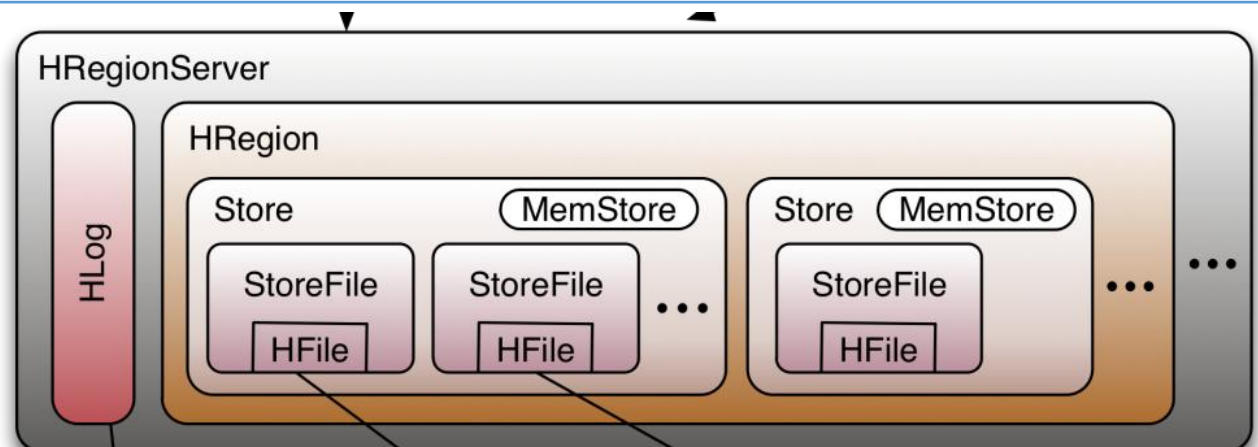 HRegionServer
HLog
HRegion
Store
MemStore
StoreFile
HFile
StoreFile
HFile
...
Store
MemStore
StoreFile
HFile
...
...